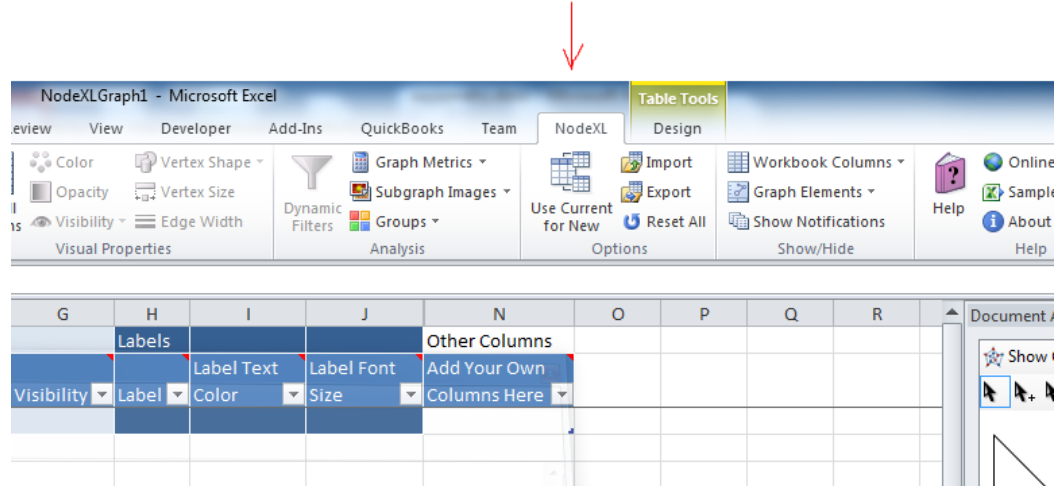 NodeXLGraph1 - Microsoft Excel
Table Tools
View Developer Add-Ins QuickBooks Team NodeXL Design
Color Vertex Shape Graph Metrics Import Workbook Columns Online
Opacity Vertex Size Subgraph Images Export Graph Elements
Visibility Edge Width Dynamic Filters Groups Use Current for New Reset All Show Notifications Help About
Visual Properties Analysis Options Show/Hide Help
G H I J N O P Q R Document
Labels Other Columns
Label Text Label Font Add Your Own Show
Visibility Label Color Size Columns Here